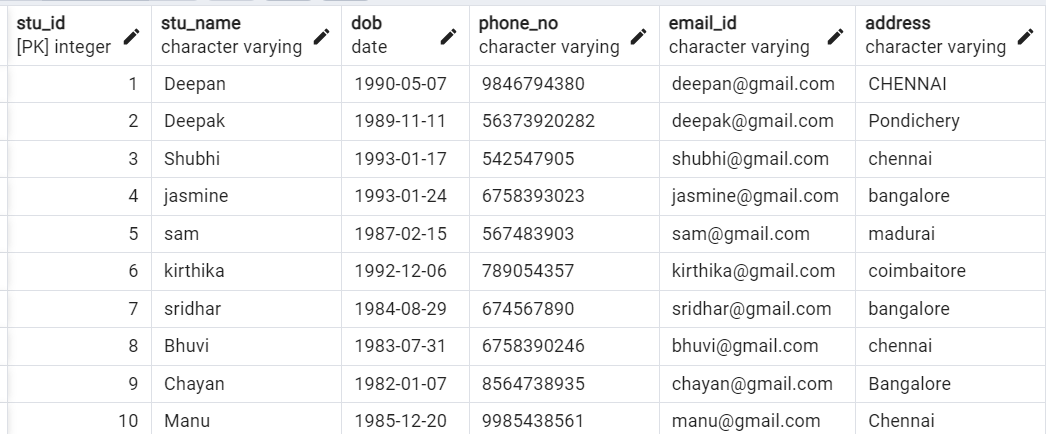 stu_id stu_name dob phone_no email_id address
[PK] integer character varying date character varying character varying character varying
1 Deepan 1990-05-07 9846794380 deepan@gmail.com CHENNAI
2 Deepak 1989-11-11 56373920282 deepak@gmail.com Pondichery
3 Shubhi 1993-01-17 542547905 shubhi@gmail.com chennai
4 jasmine 1993-01-24 6758393023 jasmine@gmail.com bangalore
5 sam 1987-02-15 567483903 sam@gmail.com madurai
6 kirthika 1992-12-06 789054357 kirthika@gmail.com coimbaitore
7 sridhar 1984-08-29 674567890 sridhar@gmail.com bangalore
8 Bhuvi 1983-07-31 6758390246 bhuvi@gmail.com chennai
9 Chayan 1982-01-07 8564738935 chayan@gmail.com Bangalore
10 Manu 1985-12-20 9985438561 manu@gmail.com Chennai